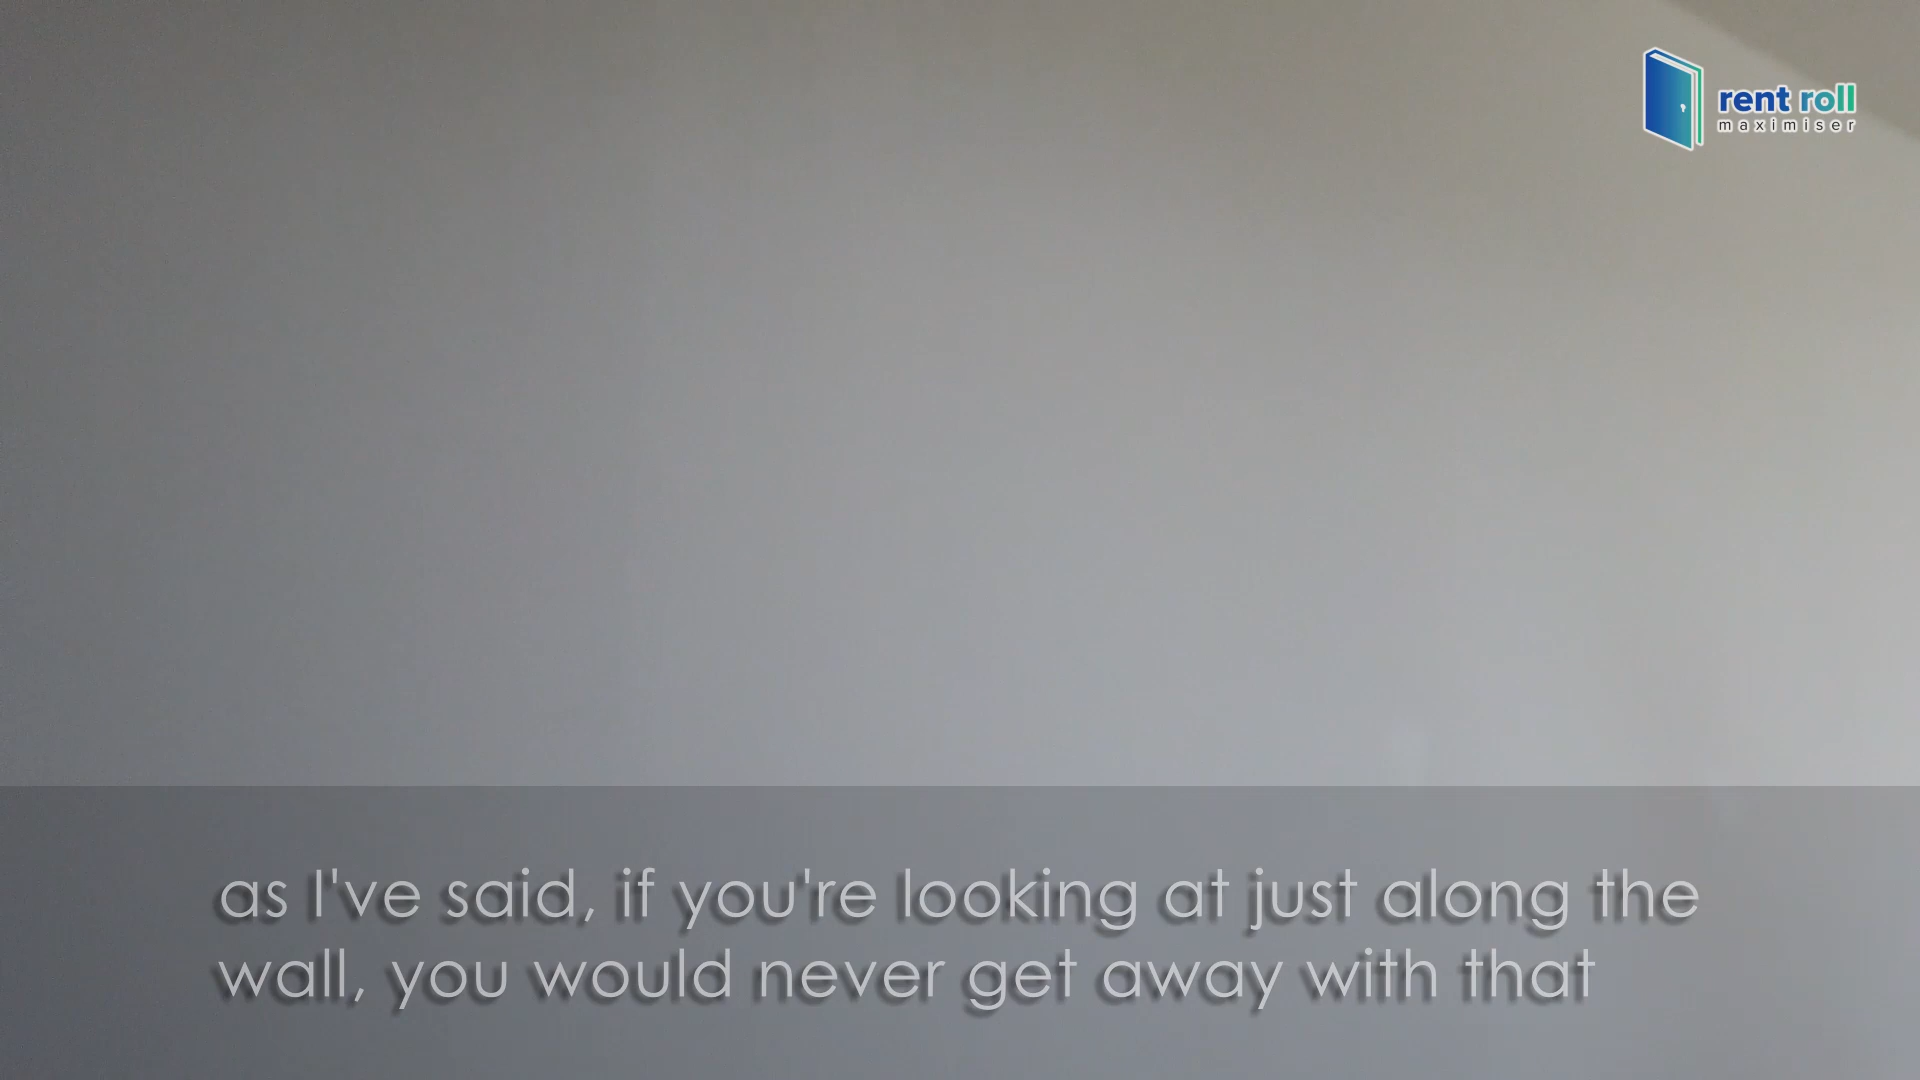 rent roll
maximiser
as I've said, if you're looking at just along the
wall, you would never get away with that